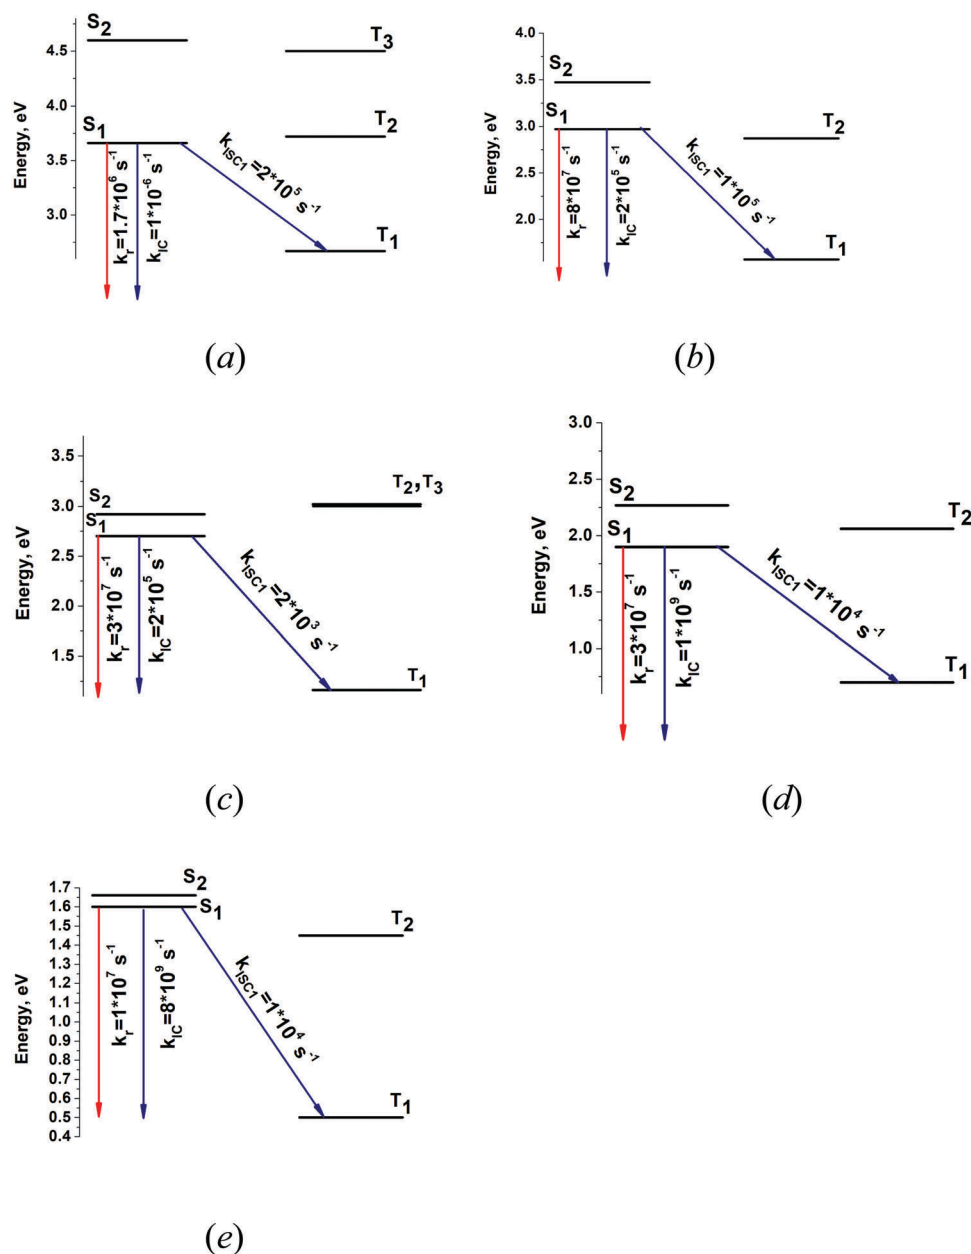 Energy, eV
4.5
4.0
3.5
3.0
S2
S1
T3
T2
T1
kr=1.7*10^6 s^-1
kIC=1*10^-6 s^-1
kISC1=2*10^5 s^-1
(a)
Energy, eV
4.0
3.5
3.0
2.5
2.0
S2
S1
T2
T1
kr=8*10^7 s^-1
kIC=2*10^5 s^-1
kISC1=1*10^5 s^-1
(b)
Energy, eV
3.5
3.0
2.5
2.0
1.5
S2
S1
T2,T3
T1
kr=3*10^7 s^-1
kIC=2*10^5 s^-1
kISC1=2*10^3 s^-1
(c)
Energy, eV
3.0
2.5
2.0
1.5
1.0
S2
S1
T2
T1
kr=3*10^7 s^-1
kIC=1*10^9 s^-1
kISC1=1*10^4 s^-1
(d)
Energy, eV
1.7
1.6
1.5
1.4
1.3
1.2
1.1
1.0
0.9
0.8
0.7
0.6
0.5
0.4
S2
S1
T2
T1
kr=1*10^7 s^-1
kIC=8*10^9 s^-1
kISC1=1*10^4 s^-1
(e)